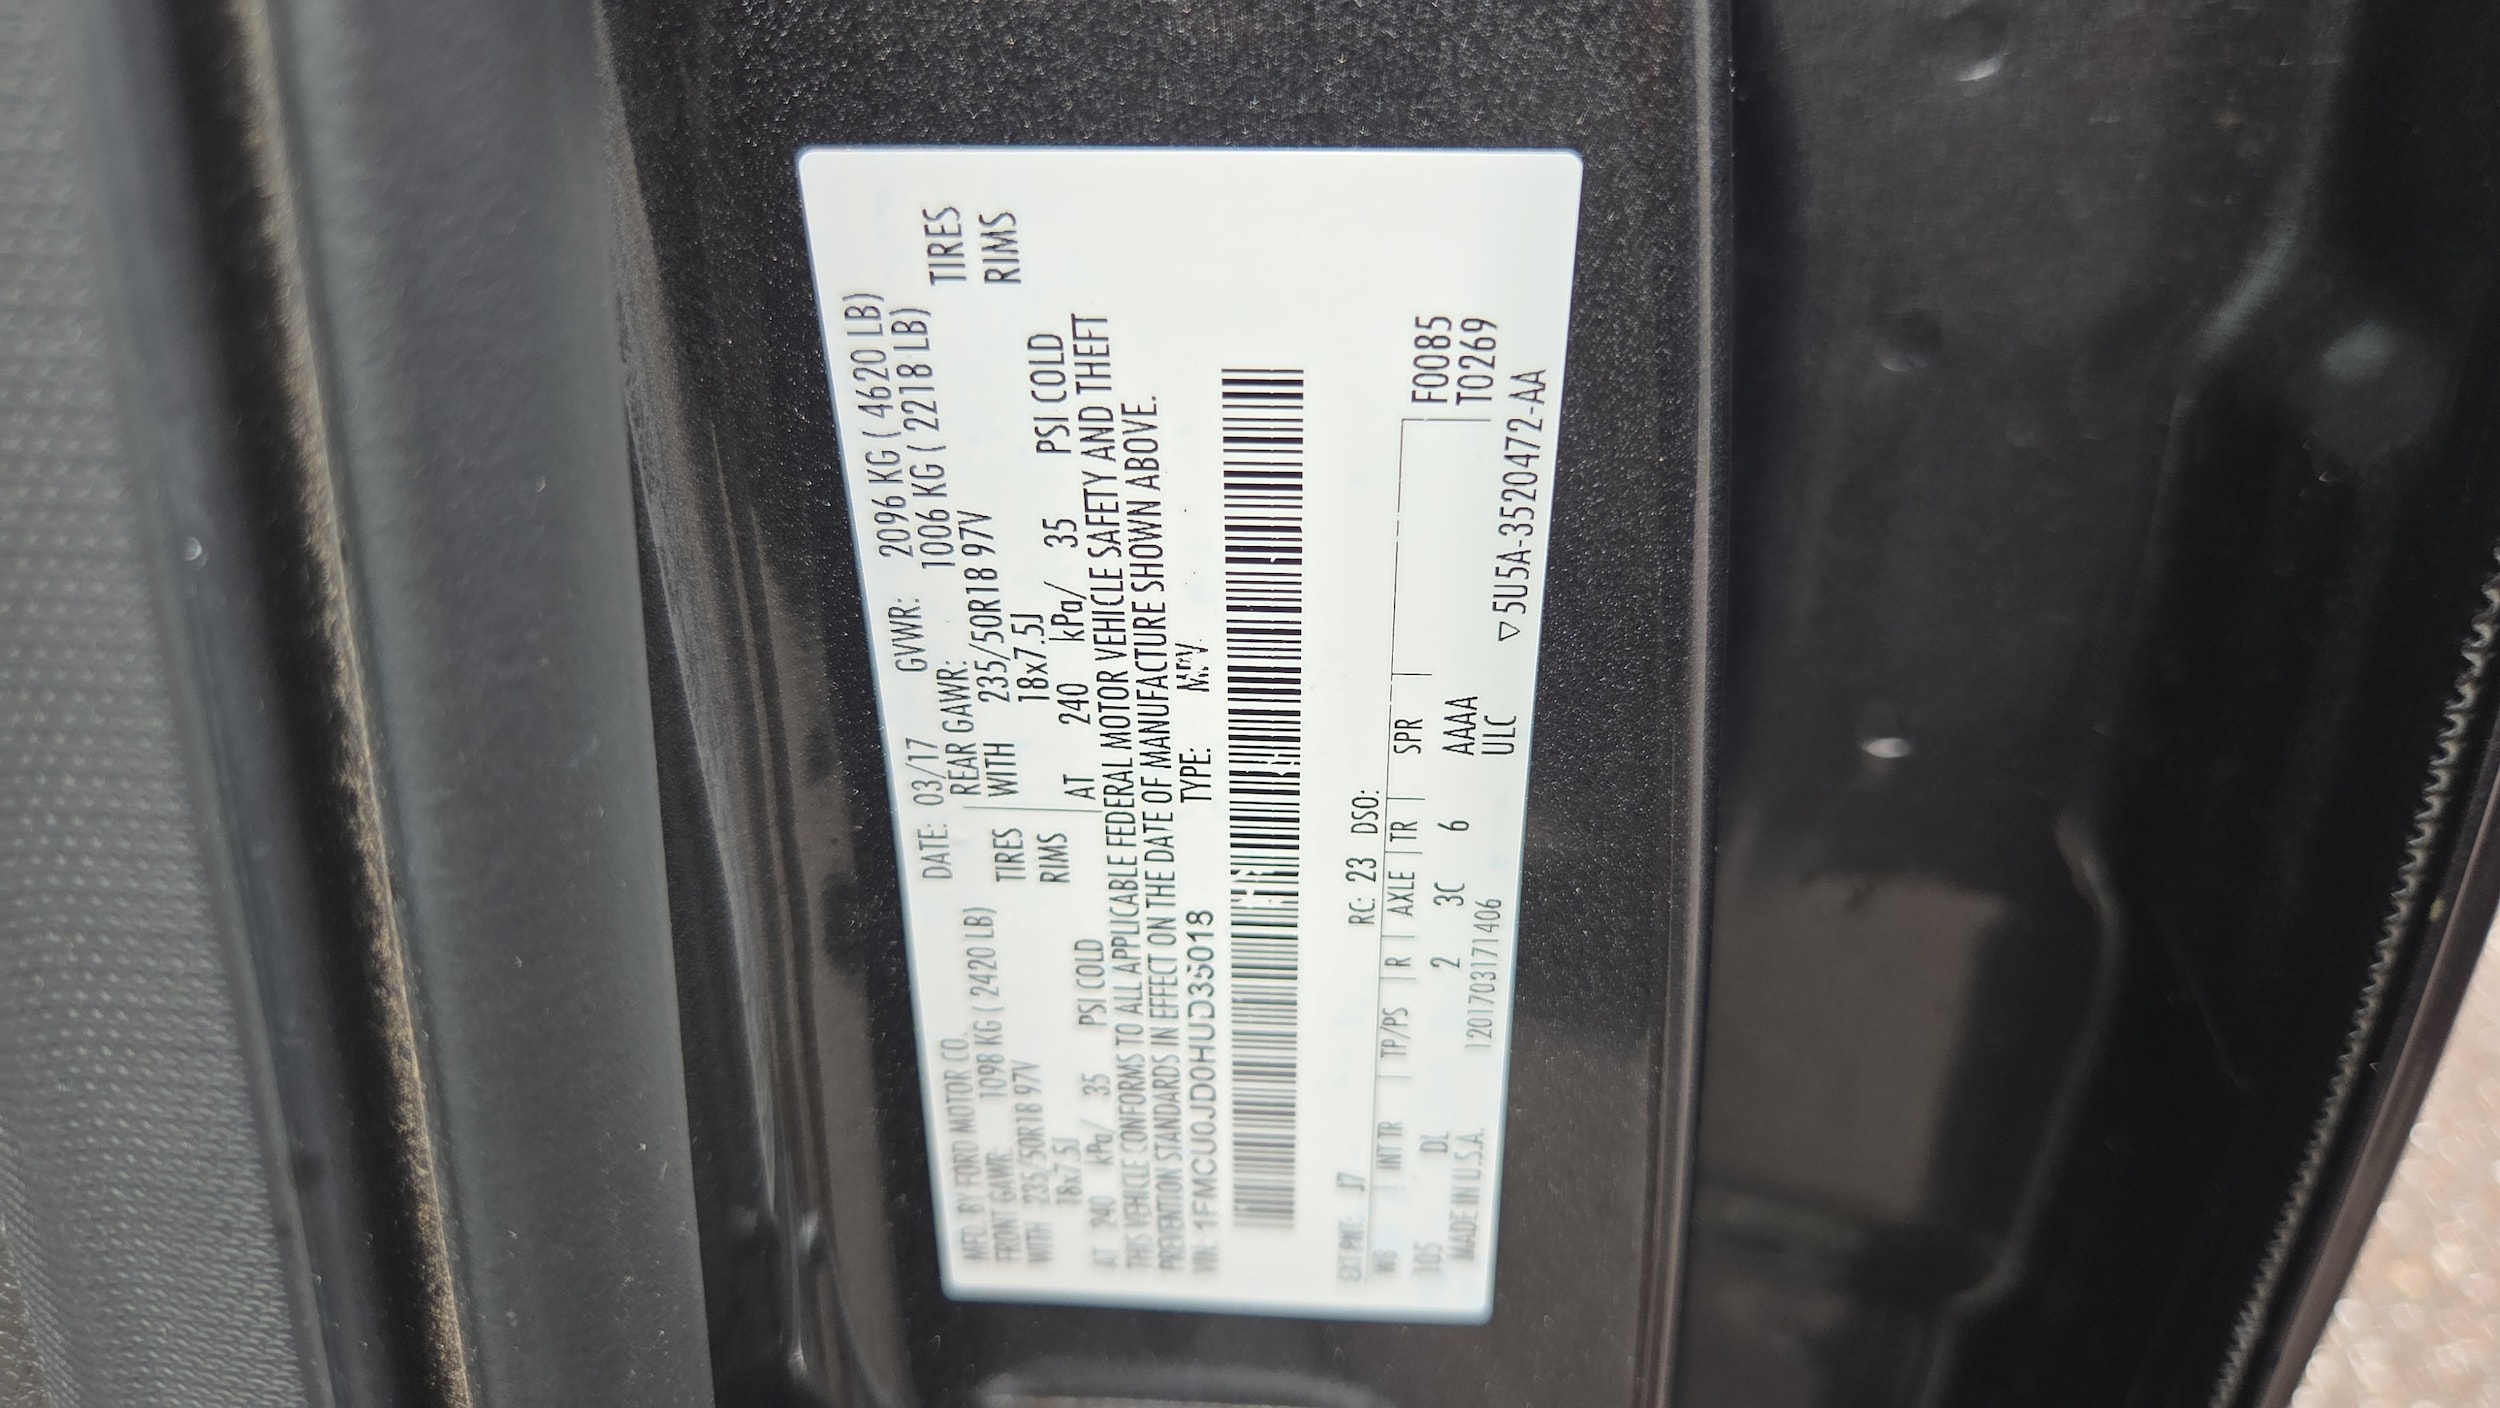 MFD. BY FORD MOTOR CO. DATE: 03/17 GVWR: 2096 KG ( 4620 LB)
FRONT GAWR: 1098 KG ( 2420 LB) REAR GAWR: 1006 KG ( 2218 LB)
WITH 235/50R18 97V TIRES WITH 235/50R18 97V TIRES
18x7.5J RIMS 18x7.5J RIMS
AT 240 kPa/ 35 PSI COLD AT 240 kPa/ 35 PSI COLD
THIS VEHICLE CONFORMS TO ALL APPLICABLE FEDERAL MOTOR VEHICLE SAFETY AND THEFT
PREVENTION STANDARDS IN EFFECT ON THE DATE OF MANUFACTURE SHOWN ABOVE.
VIN: 1FMCU0JD0HUD35018 TYPE: MPV
EXT PNT: J7 RC: 23 DSO:
WB INT TR TP/PS R AXLE TR SPR F0085
105 DL 2 3C 6 AAAA T0269
MADE IN U.S.A. 120170317140​6 ULC ▽5U5A-3520472-AA